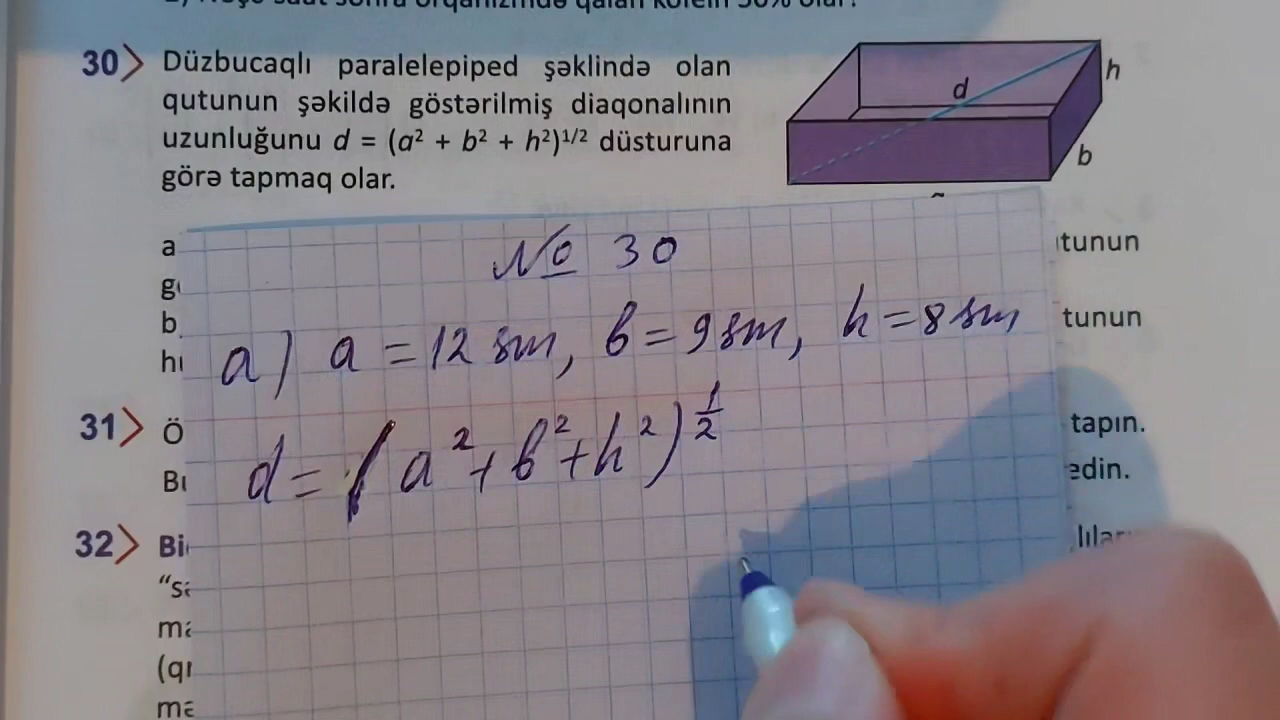 30> Düzbucaqlı paralelepiped şəklində olan
qutunun şəkildə göstərilmiş diaqonalının
uzunluğunu d = (a² + b² + h²)¹/² düsturuna
görə tapmaq olar.
d
h
b
№ 30
a) a = 12 sm, b = 9 sm, h = 8 sm
d = (a² + b² + h²)^1/2
a
b
tunun
31>
tapın.
edin.
32>